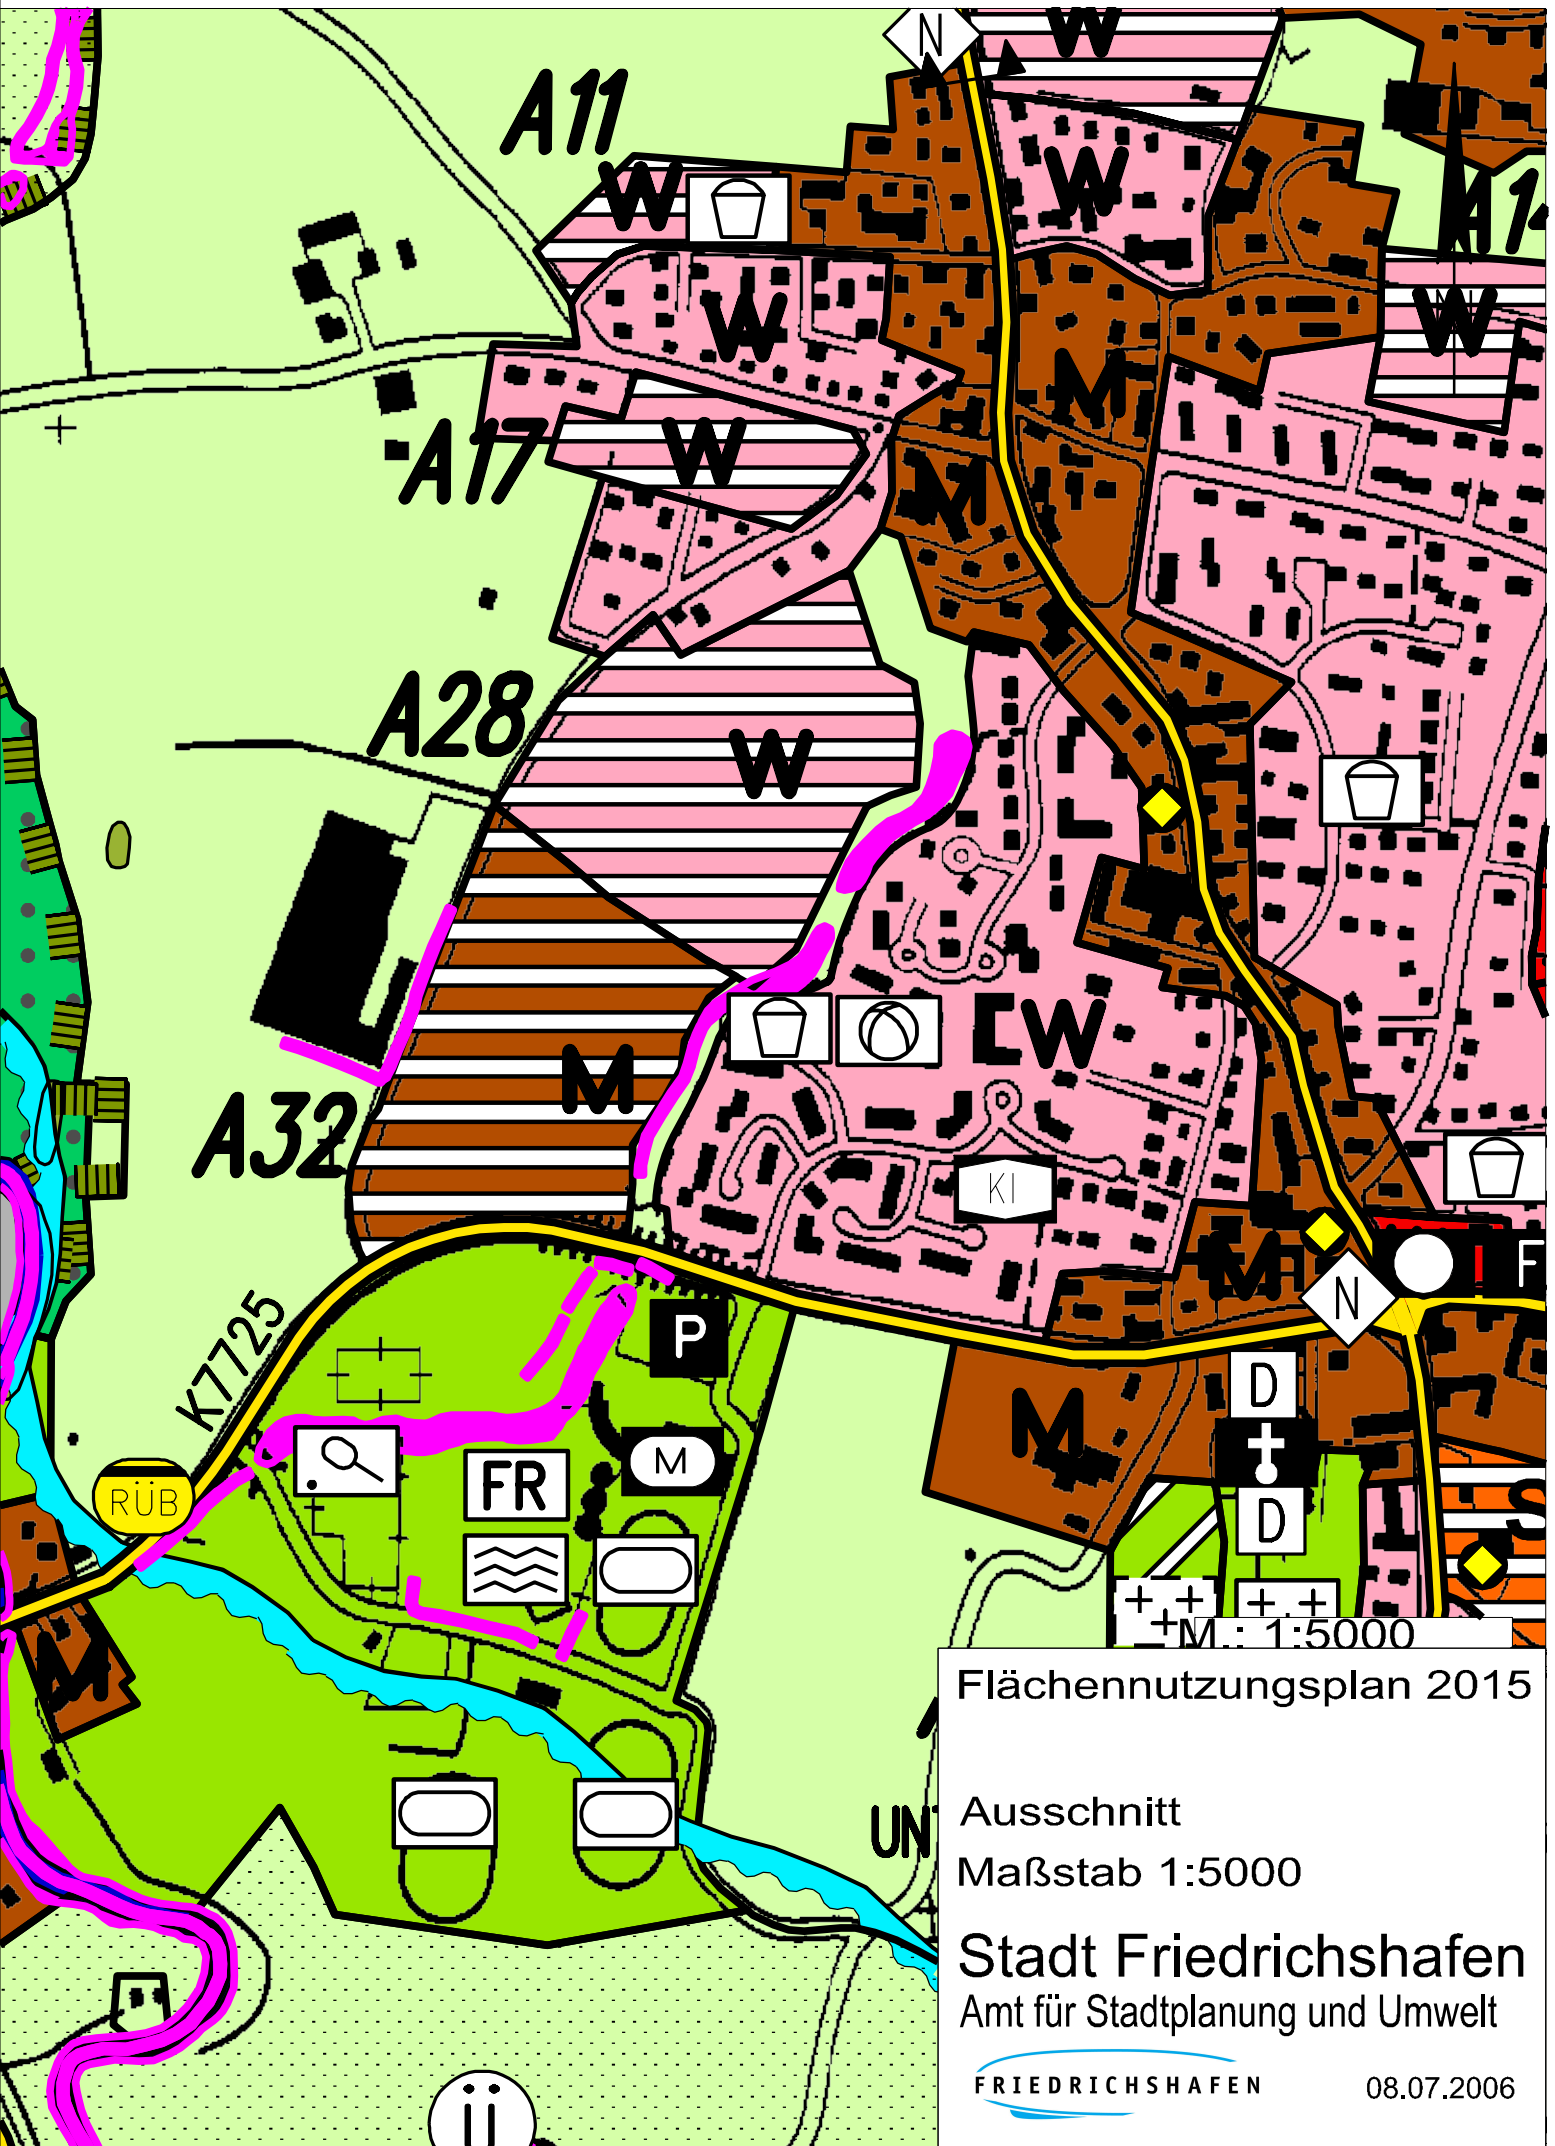 N
W
A11
W
W
A14
W
W
M
A17
W
M
A28
W
W
M
A32
KI
M
N
F
K7725
P
D
M
M
FR
RÜB
D
S
M
M.: 1:5000
Flächennutzungsplan 2015
Ausschnitt
UN
Maßstab 1:5000
Stadt Friedrichshafen
Amt für Stadtplanung und Umwelt
FRIEDRICHSHAFEN
08.07.2006
Ü